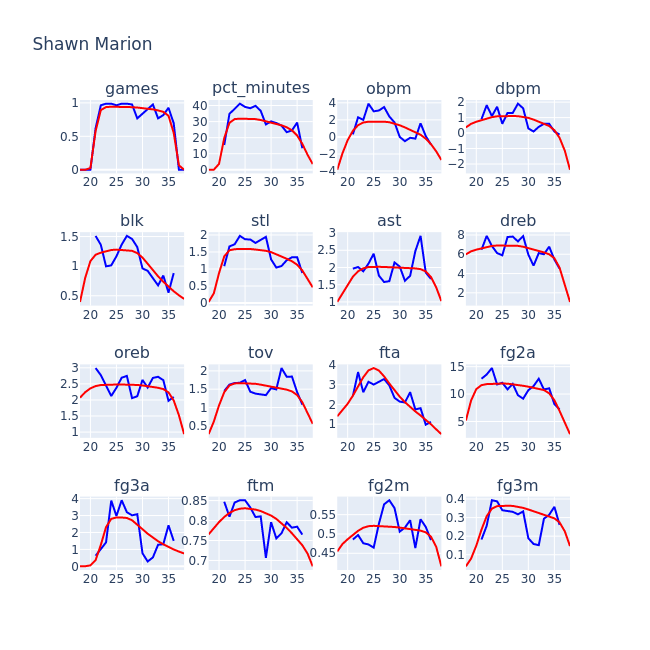 Shawn Marion
games pct_minutes obpm dbpm
1 0.5 0 20 25 30 35
40 30 20 10 0 20 25 30 35
4 2 0 −2 −4 20 25 30 35
2 1 0 −1 −2 20 25 30 35
blk stl ast dreb
1.5 1 0.5 20 25 30 35
2 1.5 1 0.5 0 20 25 30 35
3 2.5 2 1.5 1 20 25 30 35
8 6 4 2 20 25 30 35
oreb tov fta fg2a
3 2.5 2 1.5 1 20 25 30 35
2 1.5 1 0.5 20 25 30 35
4 3 2 1 20 25 30 35
15 10 5 20 25 30 35
fg3a ftm fg2m fg3m
4 3 2 1 0 20 25 30 35
0.85 0.8 0.75 0.7 20 25 30 35
0.55 0.5 0.45 20 25 30 35
0.4 0.3 0.2 0.1 20 25 30 35